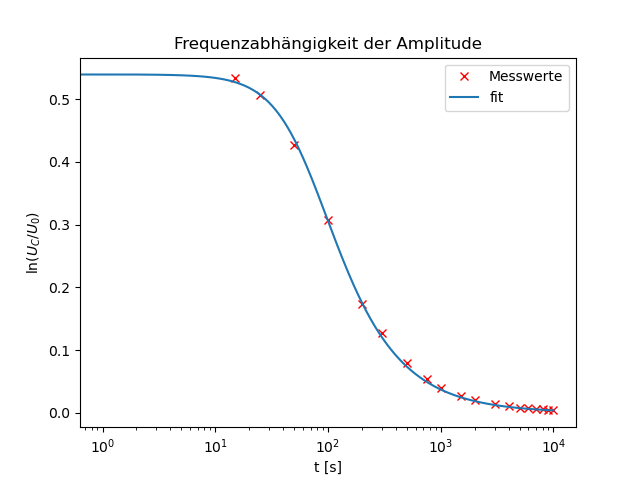 Frequenzabhängigkeit der Amplitude
Messwerte
fit
ln(U_C/U_0)
0.5
0.4
0.3
0.2
0.1
0.0
10^0 10^1 10^2 10^3 10^4
t [s]